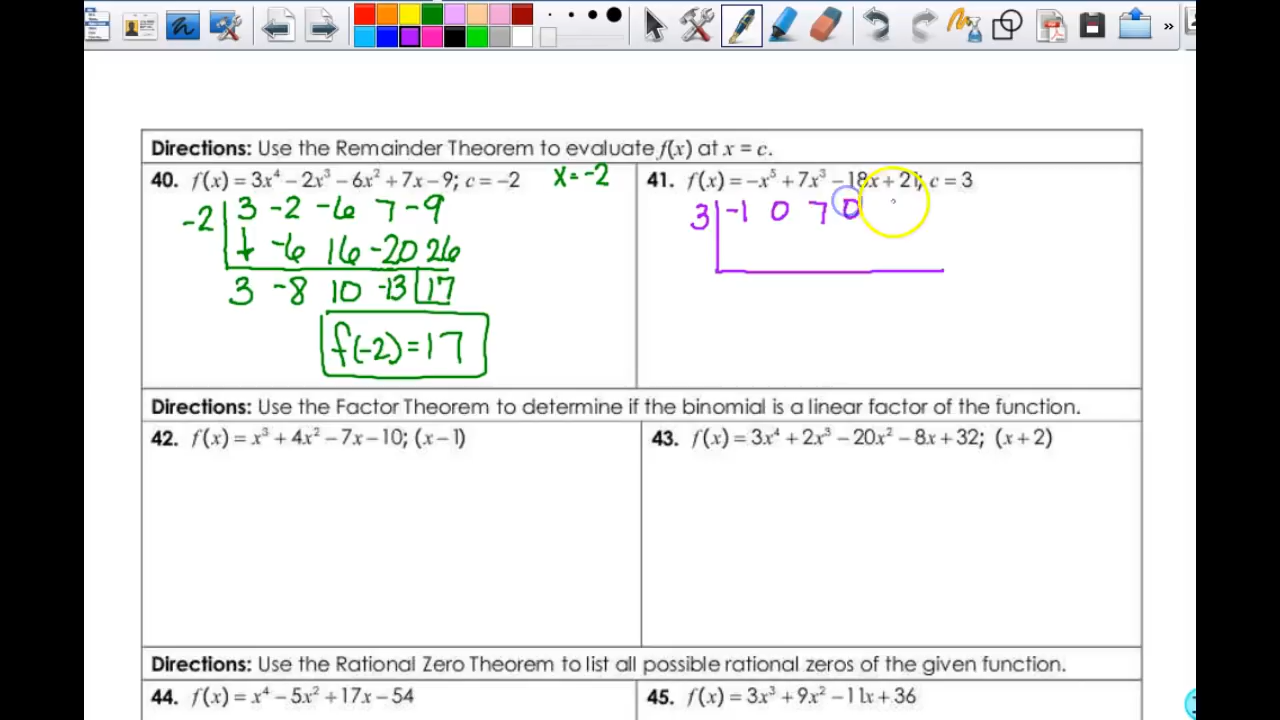 Directions: Use the Remainder Theorem to evaluate f(x) at x = c.
40. f(x) = 3x⁴ − 2x³ − 6x² + 7x − 9; c = −2 x = -2
-2 3 -2 -6 7 -9
↓ -6 16 -20 26
3 -8 10 -13 17
f(-2) = 17
41. f(x) = −x⁵ + 7x³ − 18x + 21; c = 3
3 -1 0 7 0
Directions: Use the Factor Theorem to determine if the binomial is a linear factor of the function.
42. f(x) = x³ + 4x² − 7x − 10; (x − 1)
43. f(x) = 3x⁴ + 2x³ − 20x² − 8x + 32; (x + 2)
Directions: Use the Rational Zero Theorem to list all possible rational zeros of the given function.
44. f(x) = x⁴ − 5x² + 17x − 54
45. f(x) = 3x³ + 9x² − 11x + 36